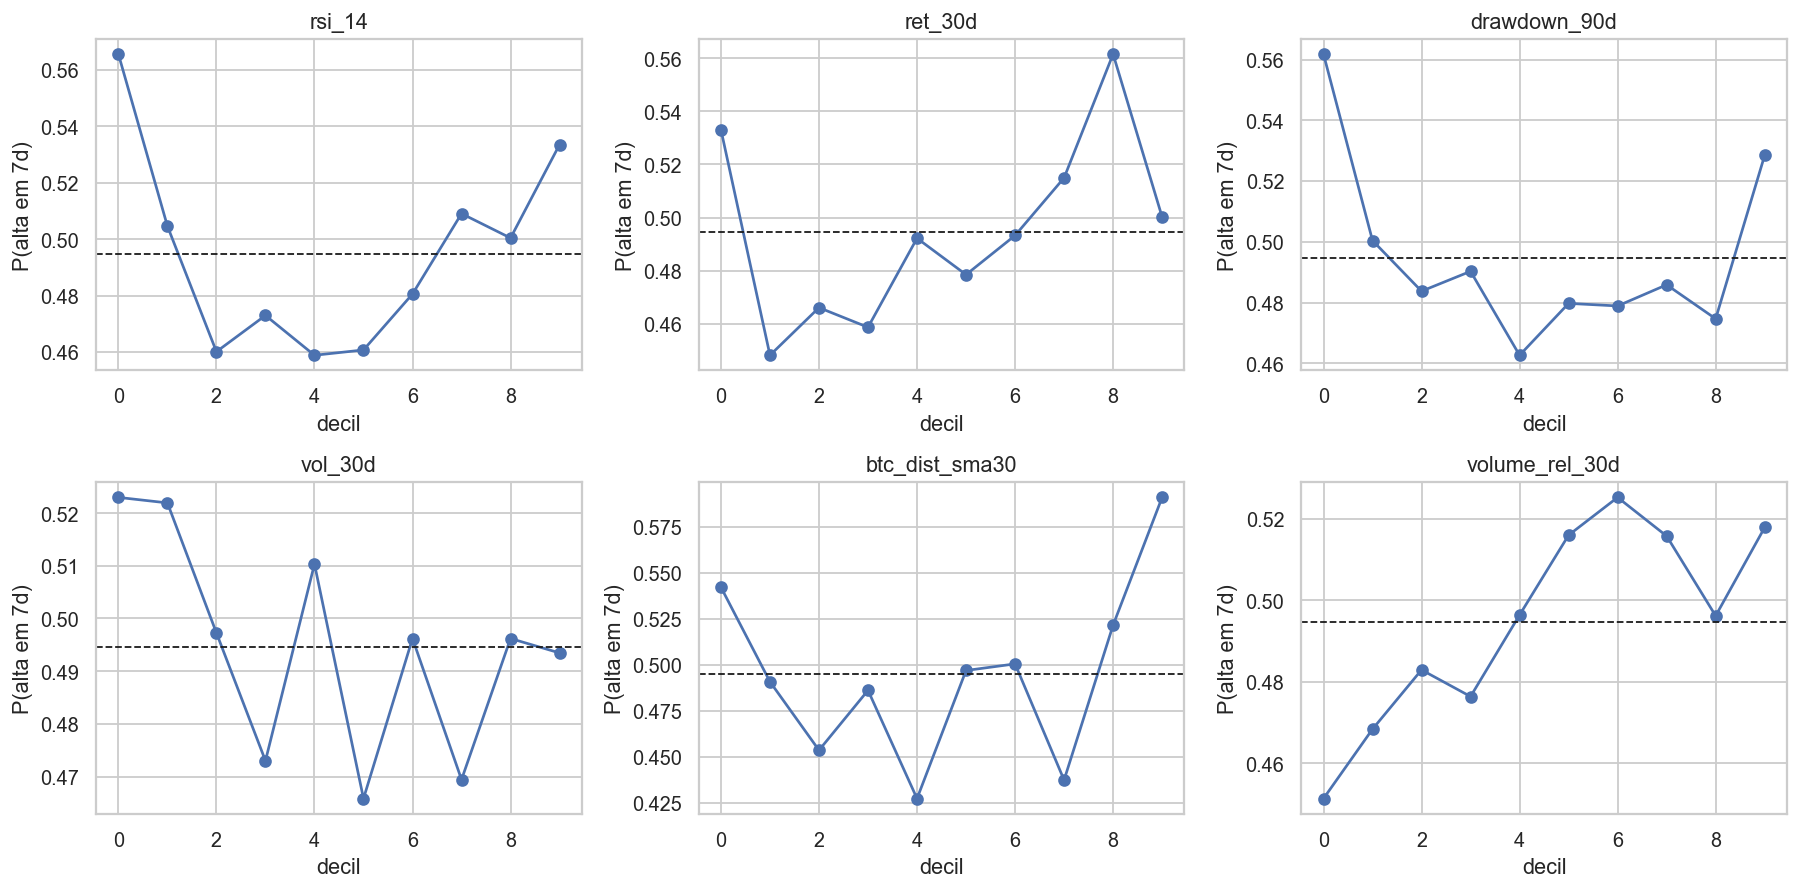 rsi_14
P(alta em 7d)
0.56
0.54
0.52
0.50
0.48
0.46
0 2 4 6 8
decil
ret_30d
P(alta em 7d)
0.56
0.54
0.52
0.50
0.48
0.46
0 2 4 6 8
decil
drawdown_90d
P(alta em 7d)
0.56
0.54
0.52
0.50
0.48
0.46
0 2 4 6 8
decil
vol_30d
P(alta em 7d)
0.52
0.51
0.50
0.49
0.48
0.47
0 2 4 6 8
decil
btc_dist_sma30
P(alta em 7d)
0.575
0.550
0.525
0.500
0.475
0.450
0.425
0 2 4 6 8
decil
volume_rel_30d
P(alta em 7d)
0.52
0.50
0.48
0.46
0 2 4 6 8
decil